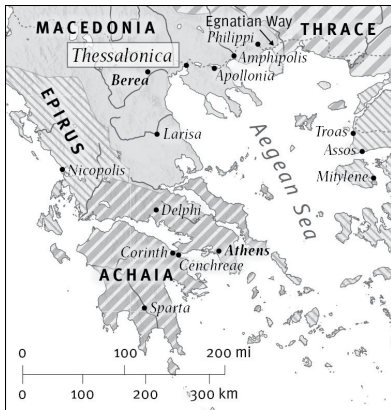 Egnatian Way
MACEDONIA
THRACE
Philippi
Thessalonica
Amphipolis
Berea
Apollonia
EPIRUS
Aegean Sea
Larisa
Troas
Assos
Nicopolis
Mitylene
Delphi
Corinth
Athens
Cenchreae
ACHAIA
Sparta
0 100 200 mi
0 100 200 300 km